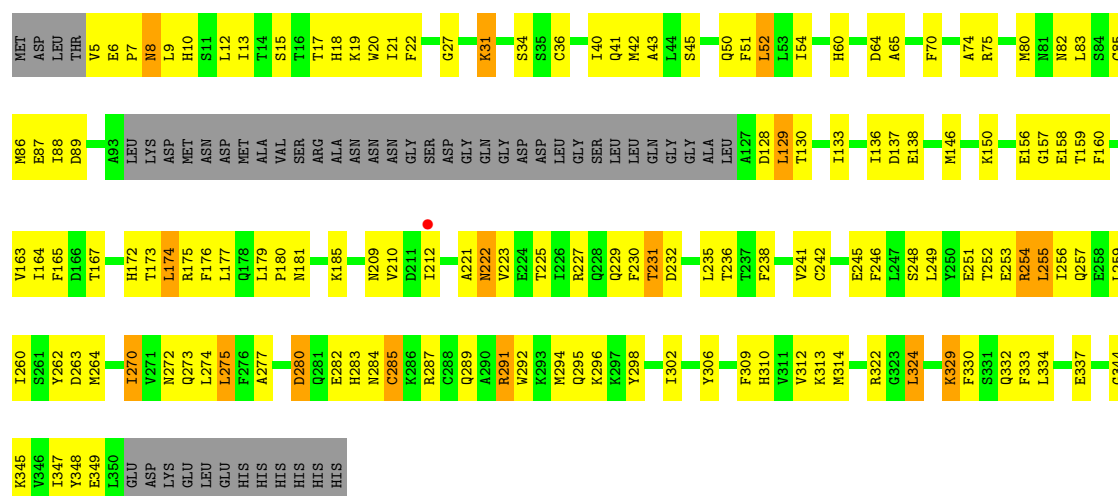 MET ASP LEU THR V5 E6 P7 N8 L9 H10 S11 L12 I13 T14 S15 T16 T17 H18 K19 W20 I21 F22 G27 K31 S34 S35 C36 I40 Q41 M42 A43 L44 S45 Q50 F51 L52 L53 I54 H60 D64 A65 F70 A74 R75 M80 N81 N82 L83 S84
M86 E87 I88 D89 A93 LEU LYS ASP MET ASN ASP MET ALA VAL SER ARG ALA ASN ASN ASN GLY SER ASP GLY GLN GLY ASP ASP LEU GLY SER LEU LEU GLN GLY GLY ALA LEU A127 D128 L129 T130 I133 I136 D137 E138 M146 K150 E156 G157 E158 T159 F160
V163 I164 F165 D166 T167 H172 T173 L174 R175 F176 L177 Q178 L179 P180 N181 K185 N209 V210 D211 I212 A221 N222 V223 E224 T225 I226 R227 Q228 Q229 F230 T231 D232 L235 T236 T237 F238 V241 C242 E245 F246 L247 S248 L249 Y250 E251 T252 E253 R254 L255 I256 Q257 E258
I260 S261 Y262 D263 M264 I270 V271 N272 Q273 L274 L275 F276 A277 D280 Q281 E282 H283 N284 C285 K286 R287 C288 Q289 A290 R291 W292 K293 M294 Q295 K296 K297 Y298 I302 Y306 F309 H310 V311 V312 K313 M314 R322 G323 L324 K329 F330 S331 Q332 F333 L334 E337
K345 V346 I347 Y348 E349 L350 GLU ASP LYS GLU LEU GLU HIS HIS HIS HIS HIS HIS